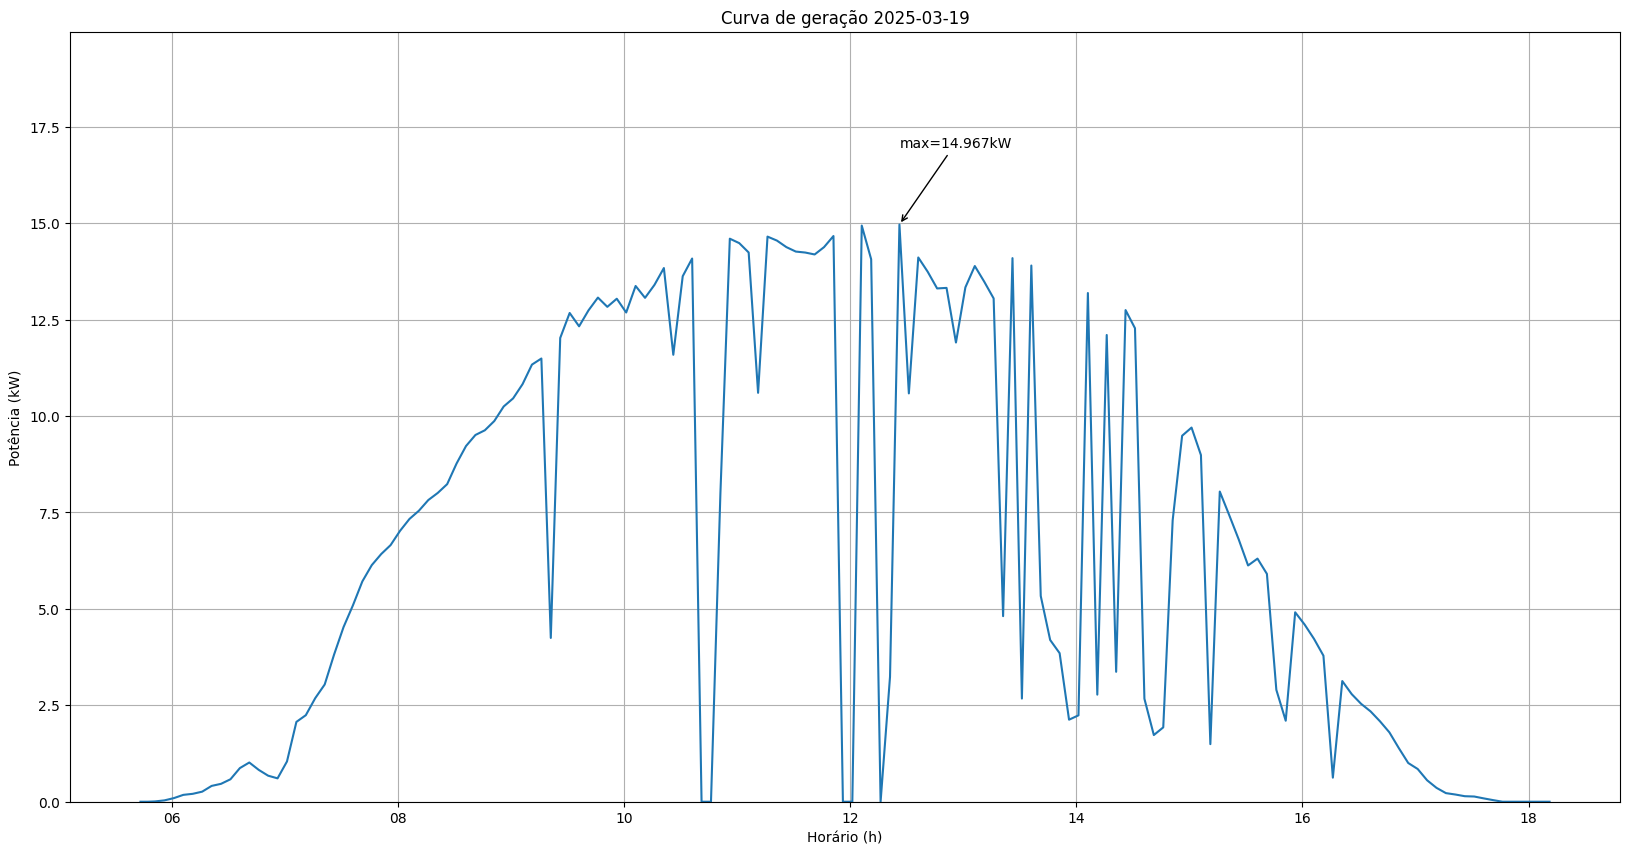 Curva de geração 2025-03-19
17.5
max=14.967kW
15.0
12.5
10.0
Potência (kW)
7.5
5.0
2.5
0.0
06 08 10 12 14 16 18
Horário (h)